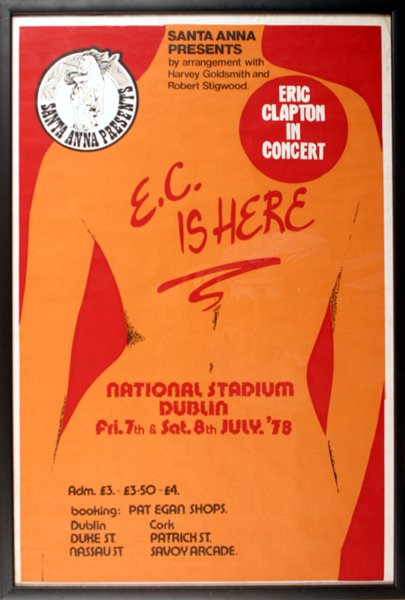 SANTA ANNA
PRESENTS
by arrangement with
Harvey Goldsmith and
Robert Stigwood.
SANTA ANNA PRESENTS
ERIC
CLAPTON
IN
CONCERT
E.C.
IS HERE
NATIONAL STADIUM
DUBLIN
Fri.7th & Sat.8th JULY.'78
Adm. £3.-£3·50-£4.
booking: PAT EGAN SHOPS.
Dublin Cork
DUKE ST. PATRICK ST.
NASSAU ST SAVOY ARCADE.